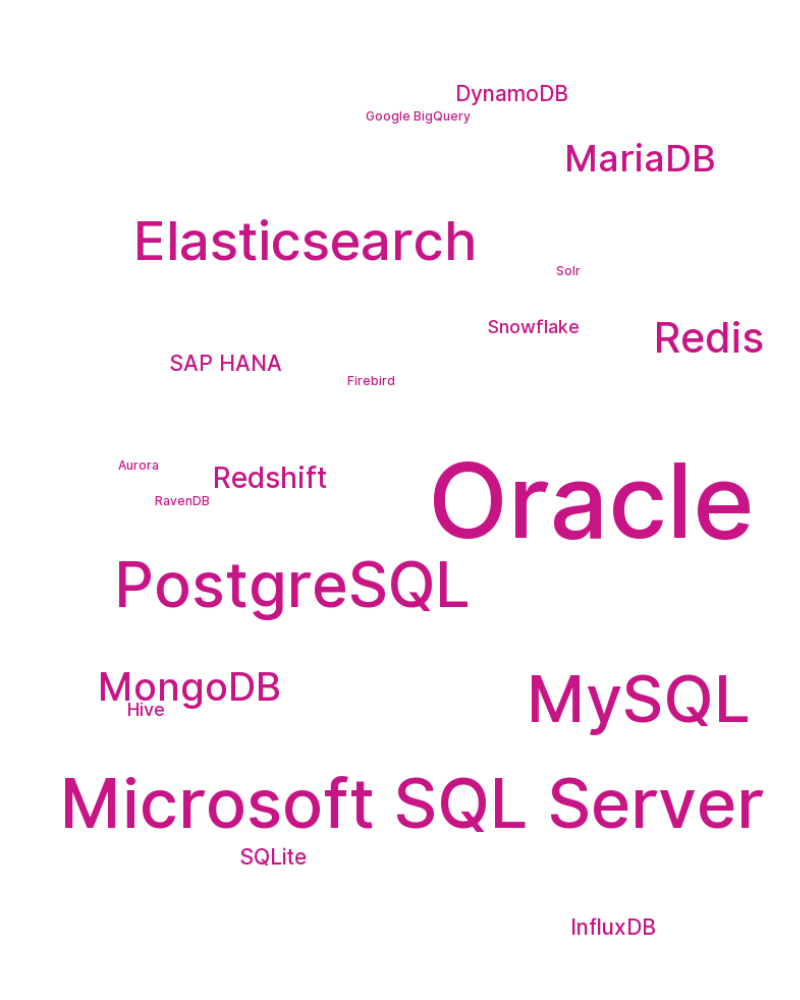 DynamoDB
Google BigQuery
MariaDB
Elasticsearch
Solr
Snowflake
Redis
SAP HANA
Firebird
Aurora
Redshift
RavenDB
Oracle
PostgreSQL
MongoDB
Hive
MySQL
Microsoft SQL Server
SQLite
InfluxDB